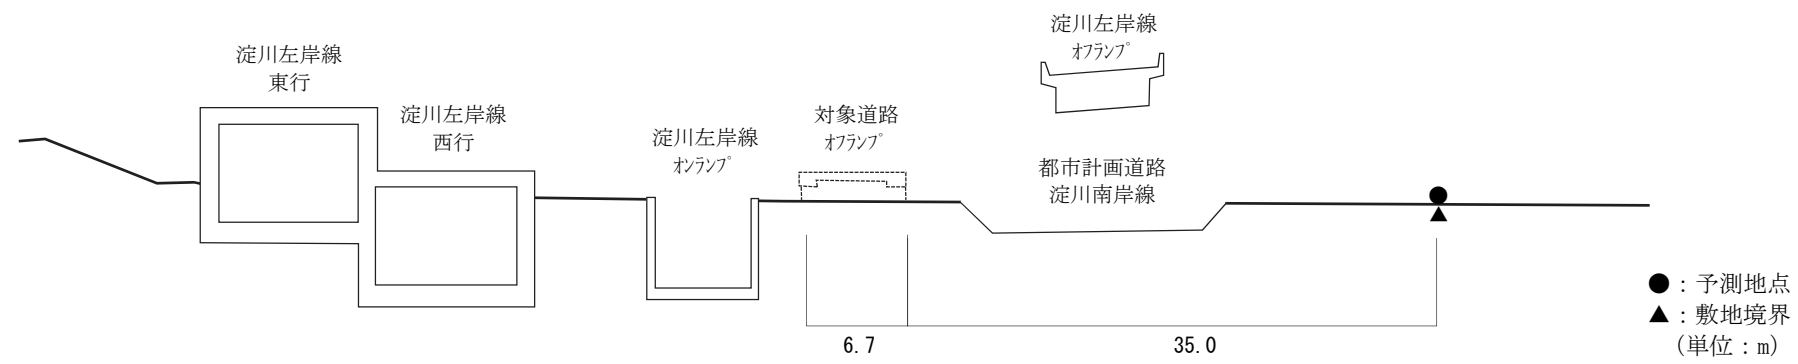 淀川左岸線
東行
淀川左岸線
西行
淀川左岸線
ｵﾝﾗﾝﾌﾟ
対象道路
ｵﾌﾗﾝﾌﾟ
淀川左岸線
ｵﾌﾗﾝﾌﾟ
都市計画道路
淀川南岸線
6.7
35.0
●：予測地点
▲：敷地境界
(単位：m)